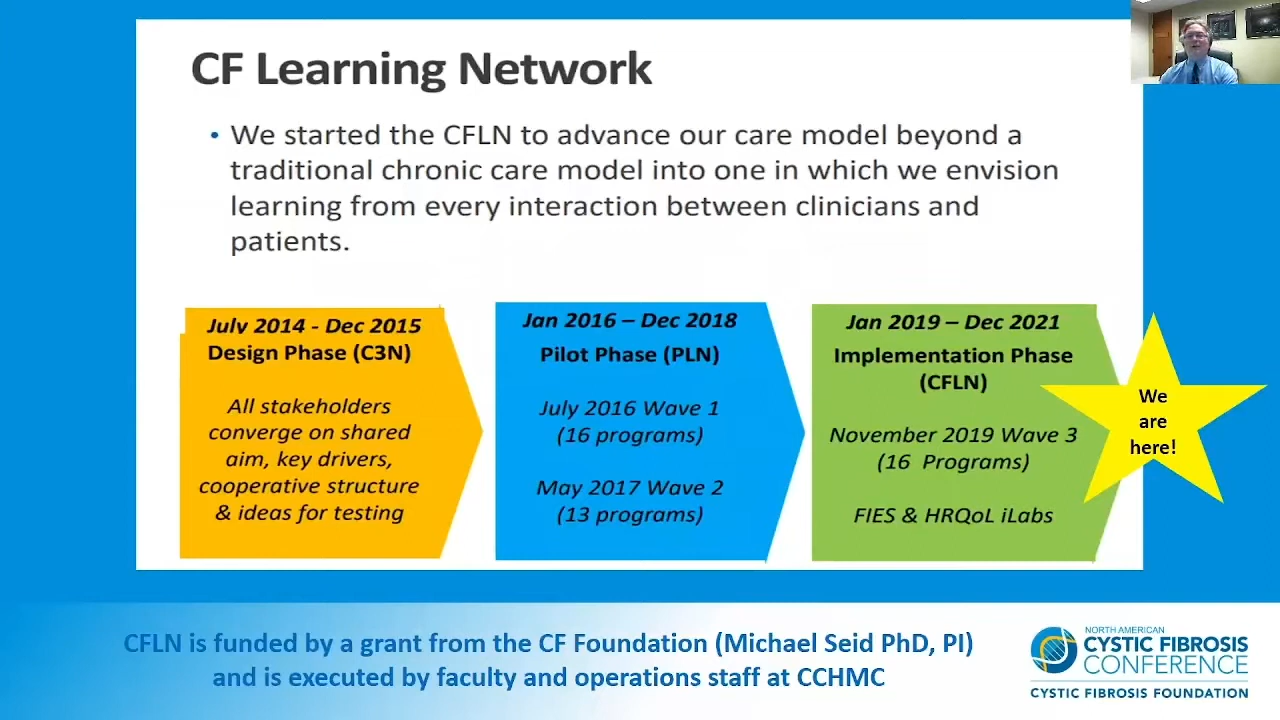 CF Learning Network
• We started the CFLN to advance our care model beyond a
traditional chronic care model into one in which we envision
learning from every interaction between clinicians and
patients.
July 2014 - Dec 2015
Design Phase (C3N)
All stakeholders
converge on shared
aim, key drivers,
cooperative structure
& ideas for testing
Jan 2016 – Dec 2018
Pilot Phase (PLN)
July 2016 Wave 1
(16 programs)
May 2017 Wave 2
(13 programs)
Jan 2019 – Dec 2021
Implementation Phase
(CFLN)
November 2019 Wave 3
(16 Programs)
FIES & HRQoL iLabs
We
are
here!
CFLN is funded by a grant from the CF Foundation (Michael Seid PhD, PI)
and is executed by faculty and operations staff at CCHMC
NORTH AMERICAN
CYSTIC FIBROSIS
CONFERENCE
CYSTIC FIBROSIS FOUNDATION